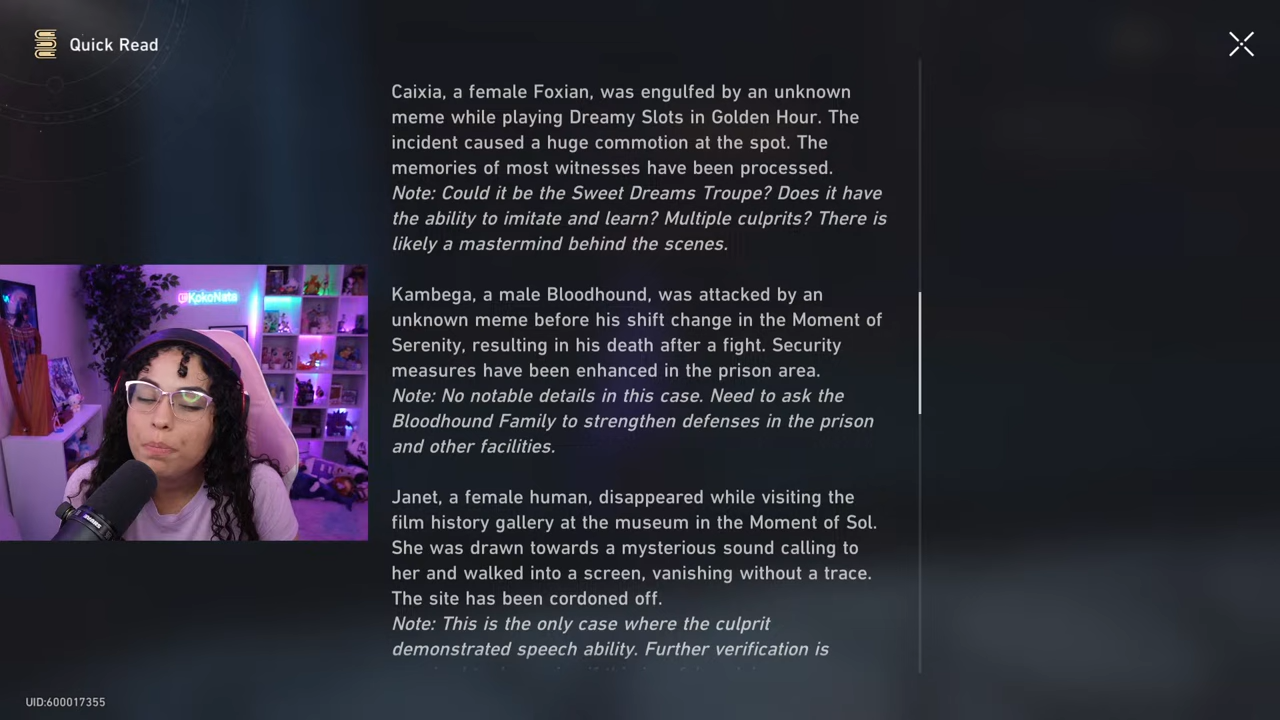 Quick Read
Caixia, a female Foxian, was engulfed by an unknown
meme while playing Dreamy Slots in Golden Hour. The
incident caused a huge commotion at the spot. The
memories of most witnesses have been processed.
Note: Could it be the Sweet Dreams Troupe? Does it have
the ability to imitate and learn? Multiple culprits? There is
likely a mastermind behind the scenes.
Kambega, a male Bloodhound, was attacked by an
unknown meme before his shift change in the Moment of
Serenity, resulting in his death after a fight. Security
measures have been enhanced in the prison area.
Note: No notable details in this case. Need to ask the
Bloodhound Family to strengthen defenses in the prison
and other facilities.
Janet, a female human, disappeared while visiting the
film history gallery at the museum in the Moment of Sol.
She was drawn towards a mysterious sound calling to
her and walked into a screen, vanishing without a trace.
The site has been cordoned off.
Note: This is the only case where the culprit
demonstrated speech ability. Further verification is
KokoNata
UID:600017355